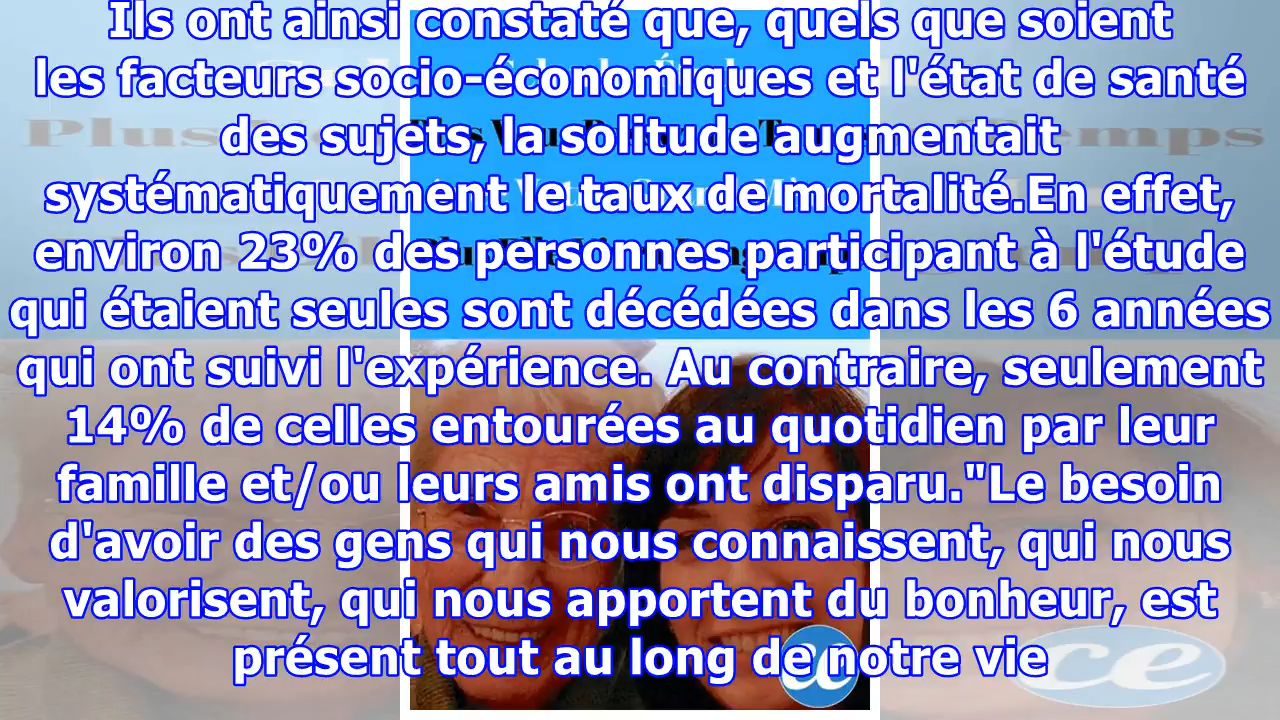 Ils ont ainsi constaté que, quels que soient
les facteurs socio-économiques et l'état de santé
des sujets, la solitude augmentait
systématiquement le taux de mortalité.En effet,
environ 23% des personnes participant à l'étude
qui étaient seules sont décédées dans les 6 années
qui ont suivi l'expérience. Au contraire, seulement
14% de celles entourées au quotidien par leur
famille et/ou leurs amis ont disparu."Le besoin
d'avoir des gens qui nous connaissent, qui nous
valorisent, qui nous apportent du bonheur, est
présent tout au long de notre vie
Plus
Temps
ce
ce